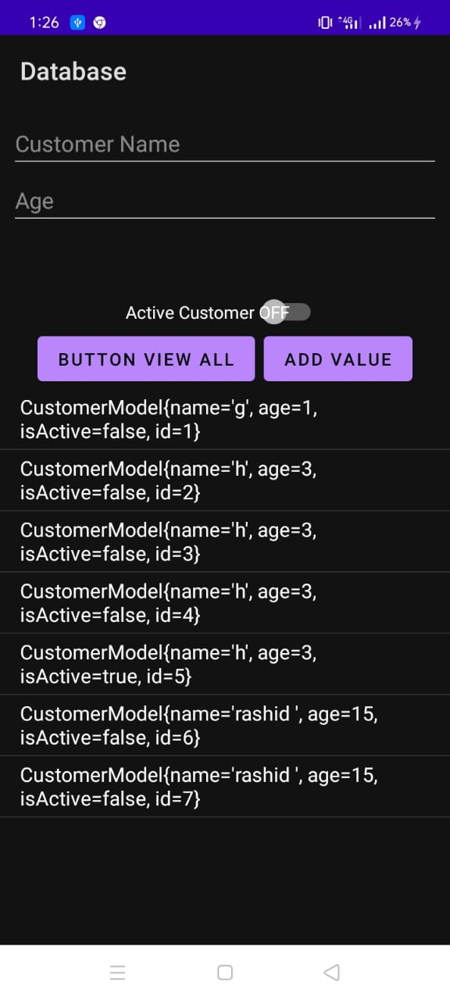 1:26 4G 26%
Database
Customer Name
Age
Active Customer OFF
BUTTON VIEW ALL ADD VALUE
CustomerModel{name='g', age=1,
isActive=false, id=1}
CustomerModel{name='h', age=3,
isActive=false, id=2}
CustomerModel{name='h', age=3,
isActive=false, id=3}
CustomerModel{name='h', age=3,
isActive=false, id=4}
CustomerModel{name='h', age=3,
isActive=true, id=5}
CustomerModel{name='rashid ', age=15,
isActive=false, id=6}
CustomerModel{name='rashid ', age=15,
isActive=false, id=7}